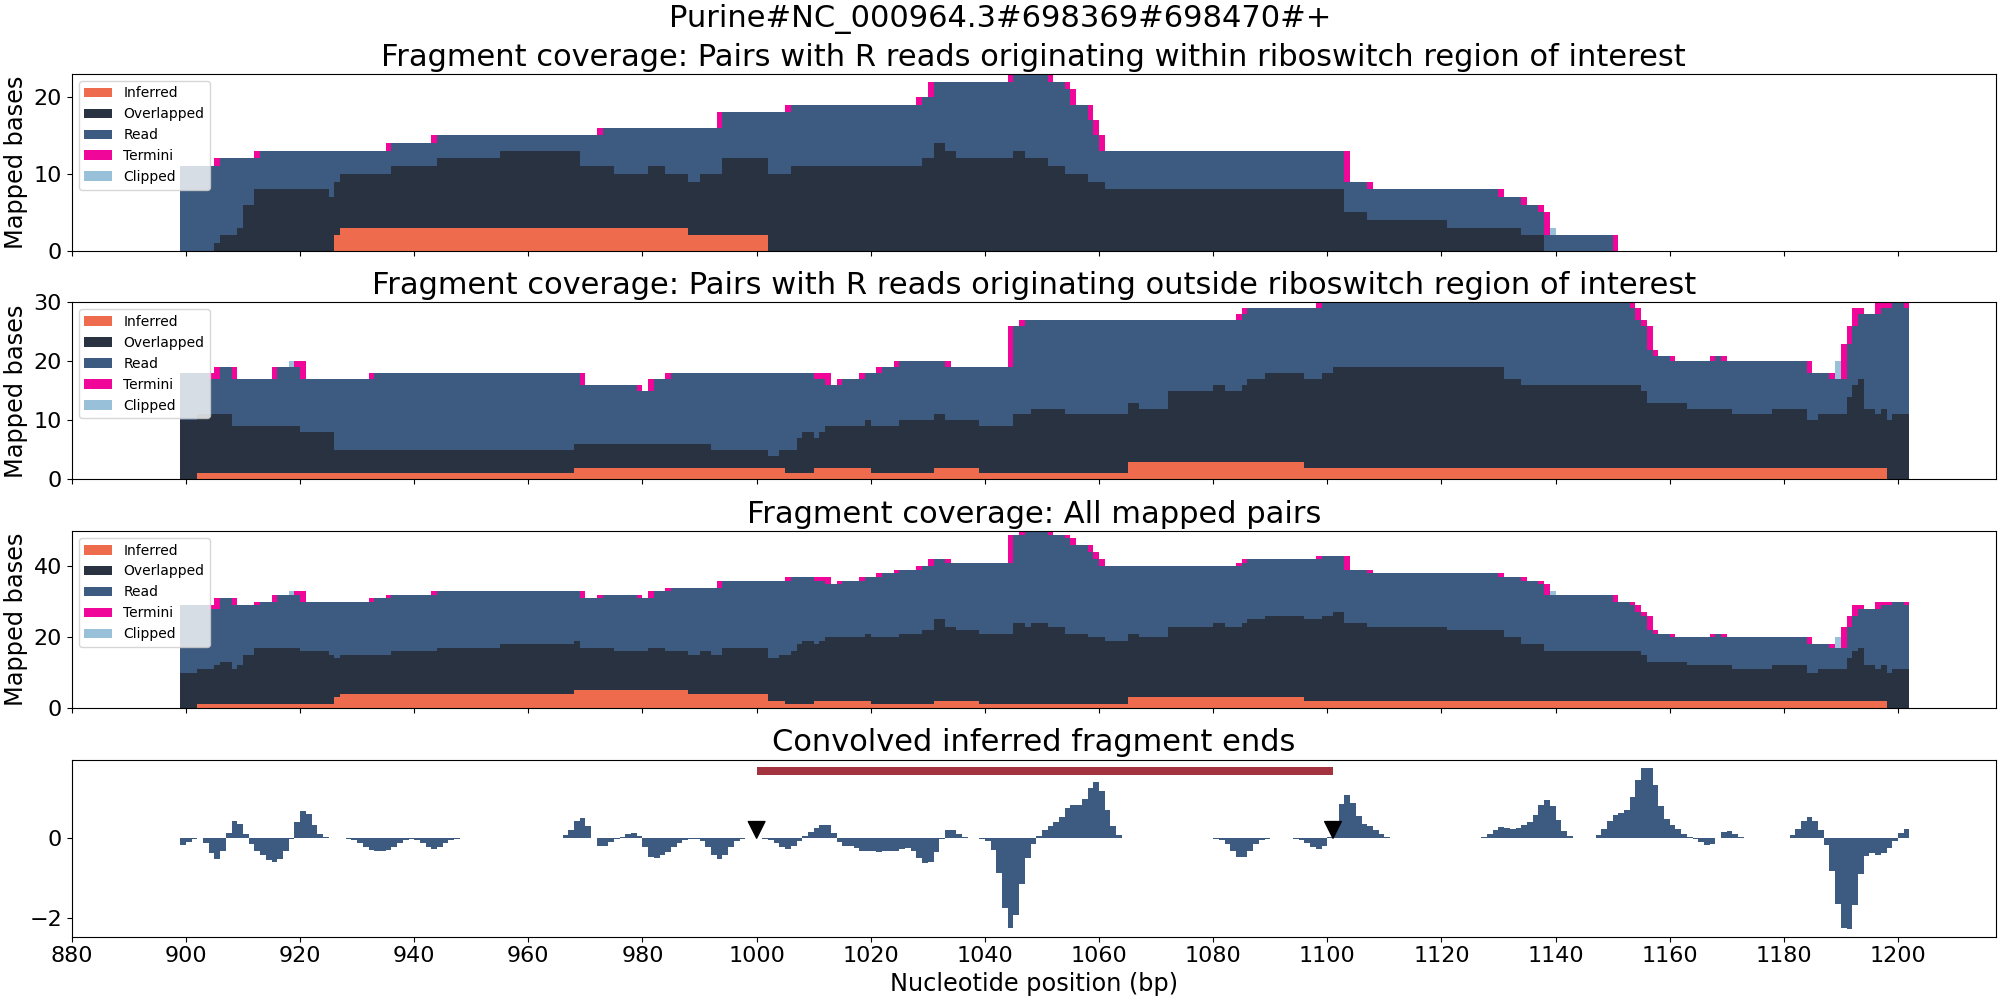 Purine#NC_000964.3#698369#698470#+
Fragment coverage: Pairs with R reads originating within riboswitch region of interest
Mapped bases
20
10
0
Inferred
Overlapped
Read
Termini
Clipped
Fragment coverage: Pairs with R reads originating outside riboswitch region of interest
Mapped bases
30
20
10
0
Inferred
Overlapped
Read
Termini
Clipped
Fragment coverage: All mapped pairs
Mapped bases
40
20
0
Inferred
Overlapped
Read
Termini
Clipped
Convolved inferred fragment ends
0
−2
880 900 920 940 960 980 1000 1020 1040 1060 1080 1100 1120 1140 1160 1180 1200
Nucleotide position (bp)